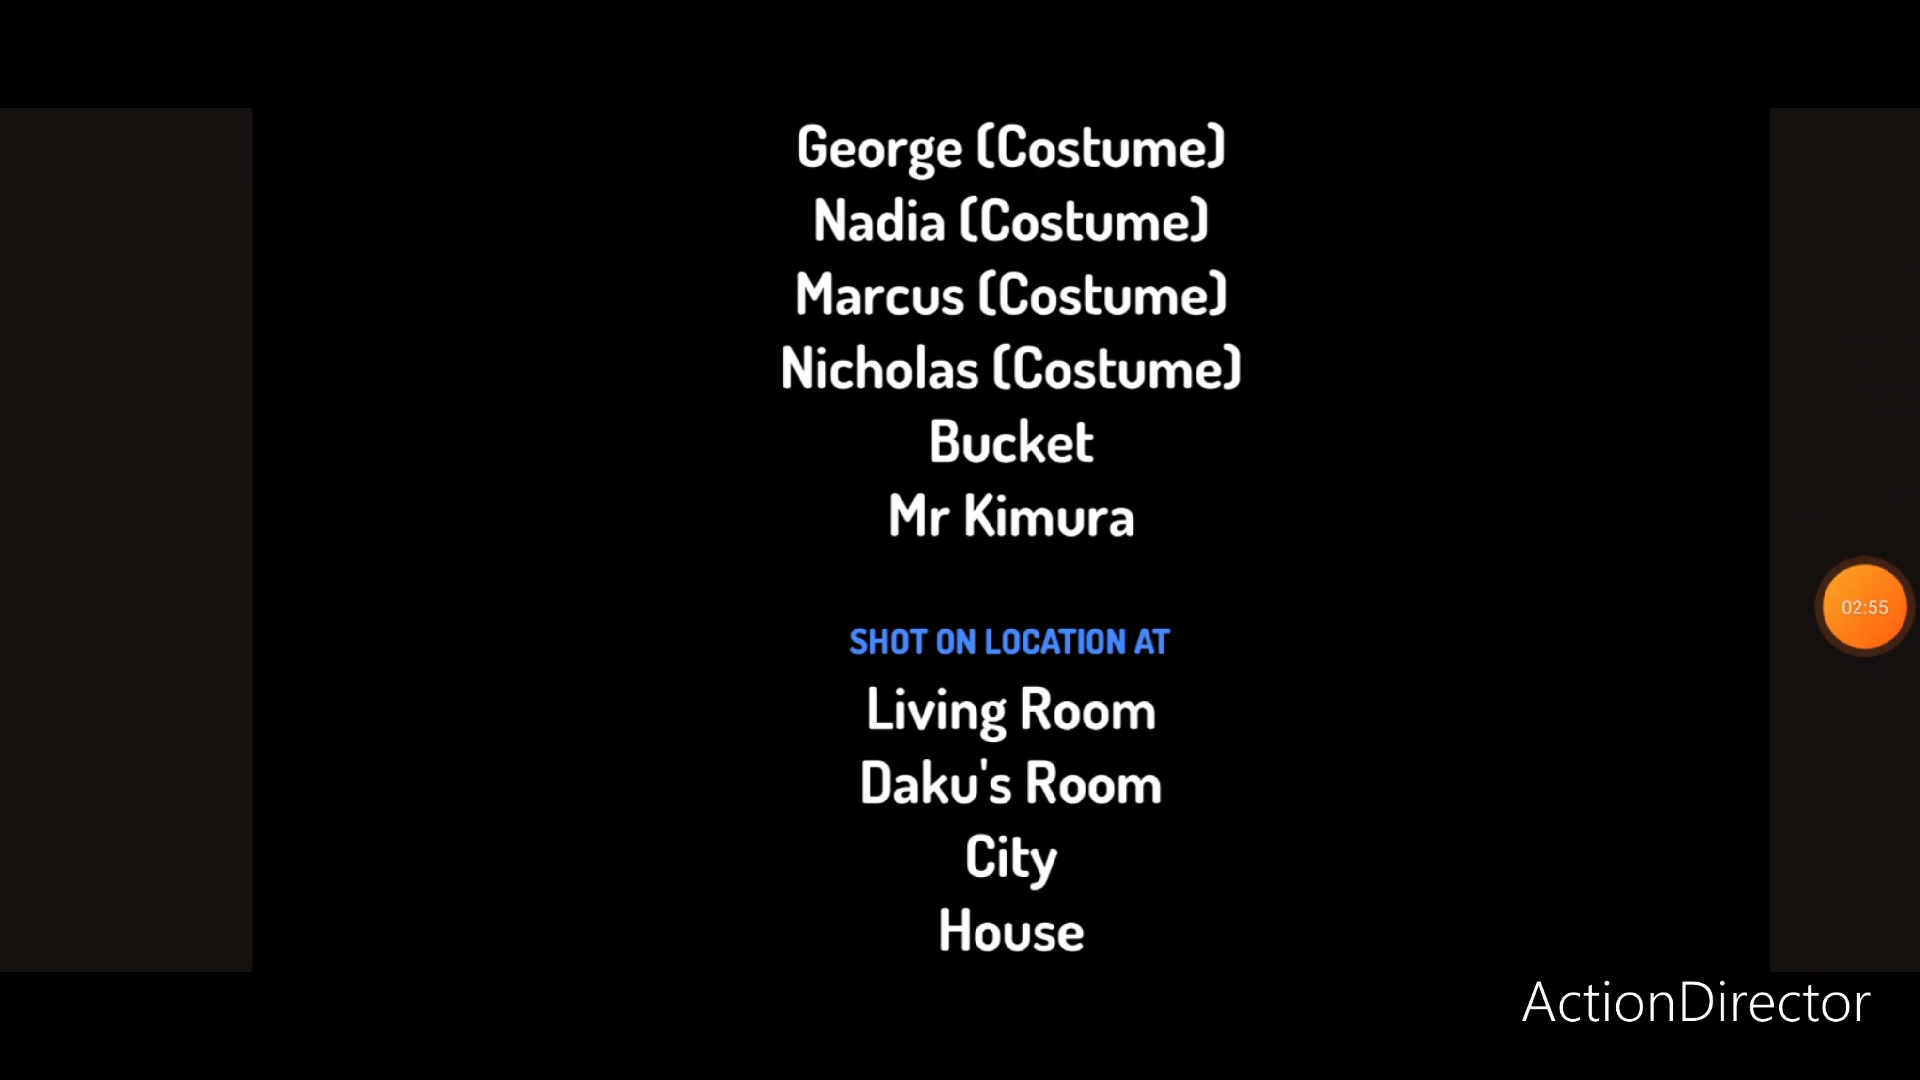 George (Costume)
Nadia (Costume)
Marcus (Costume)
Nicholas (Costume)
Bucket
Mr Kimura
SHOT ON LOCATION AT
Living Room
Daku's Room
City
House
02:55
ActionDirector